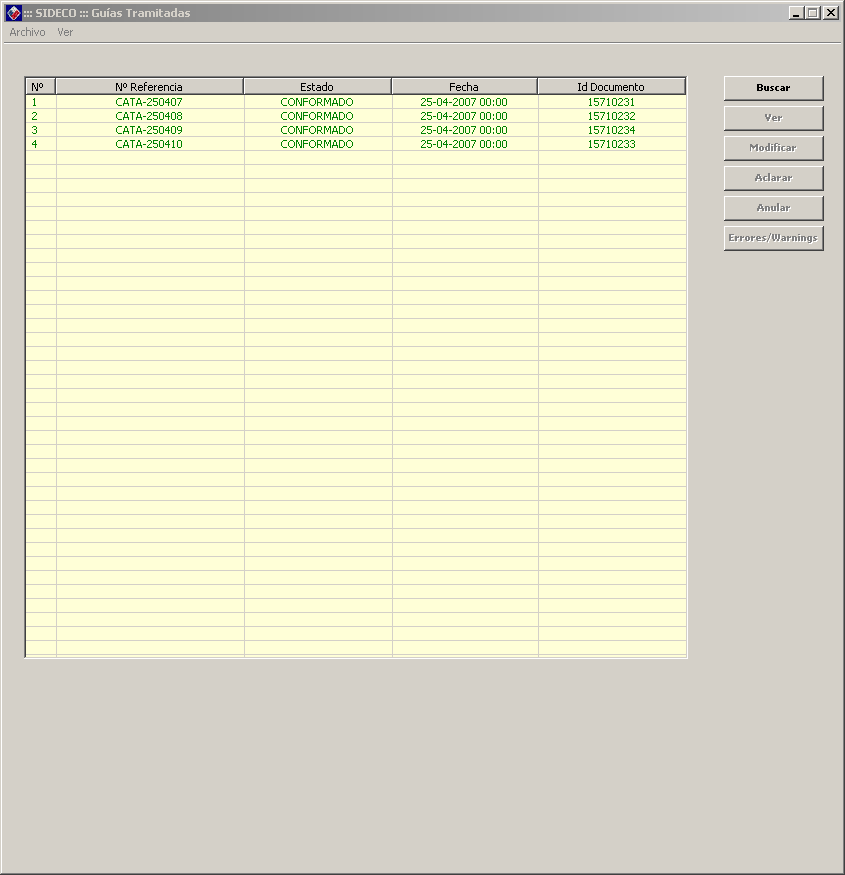 ::: SIDECO ::: Guías Tramitadas
Archivo Ver
Nº Nº Referencia Estado Fecha Id Documento
1 CATA-250407 CONFORMADO 25-04-2007 00:00 15710231
2 CATA-250408 CONFORMADO 25-04-2007 00:00 15710232
3 CATA-250409 CONFORMADO 25-04-2007 00:00 15710234
4 CATA-250410 CONFORMADO 25-04-2007 00:00 15710233
Buscar
Ver
Modificar
Aclarar
Anular
Errores/Warnings